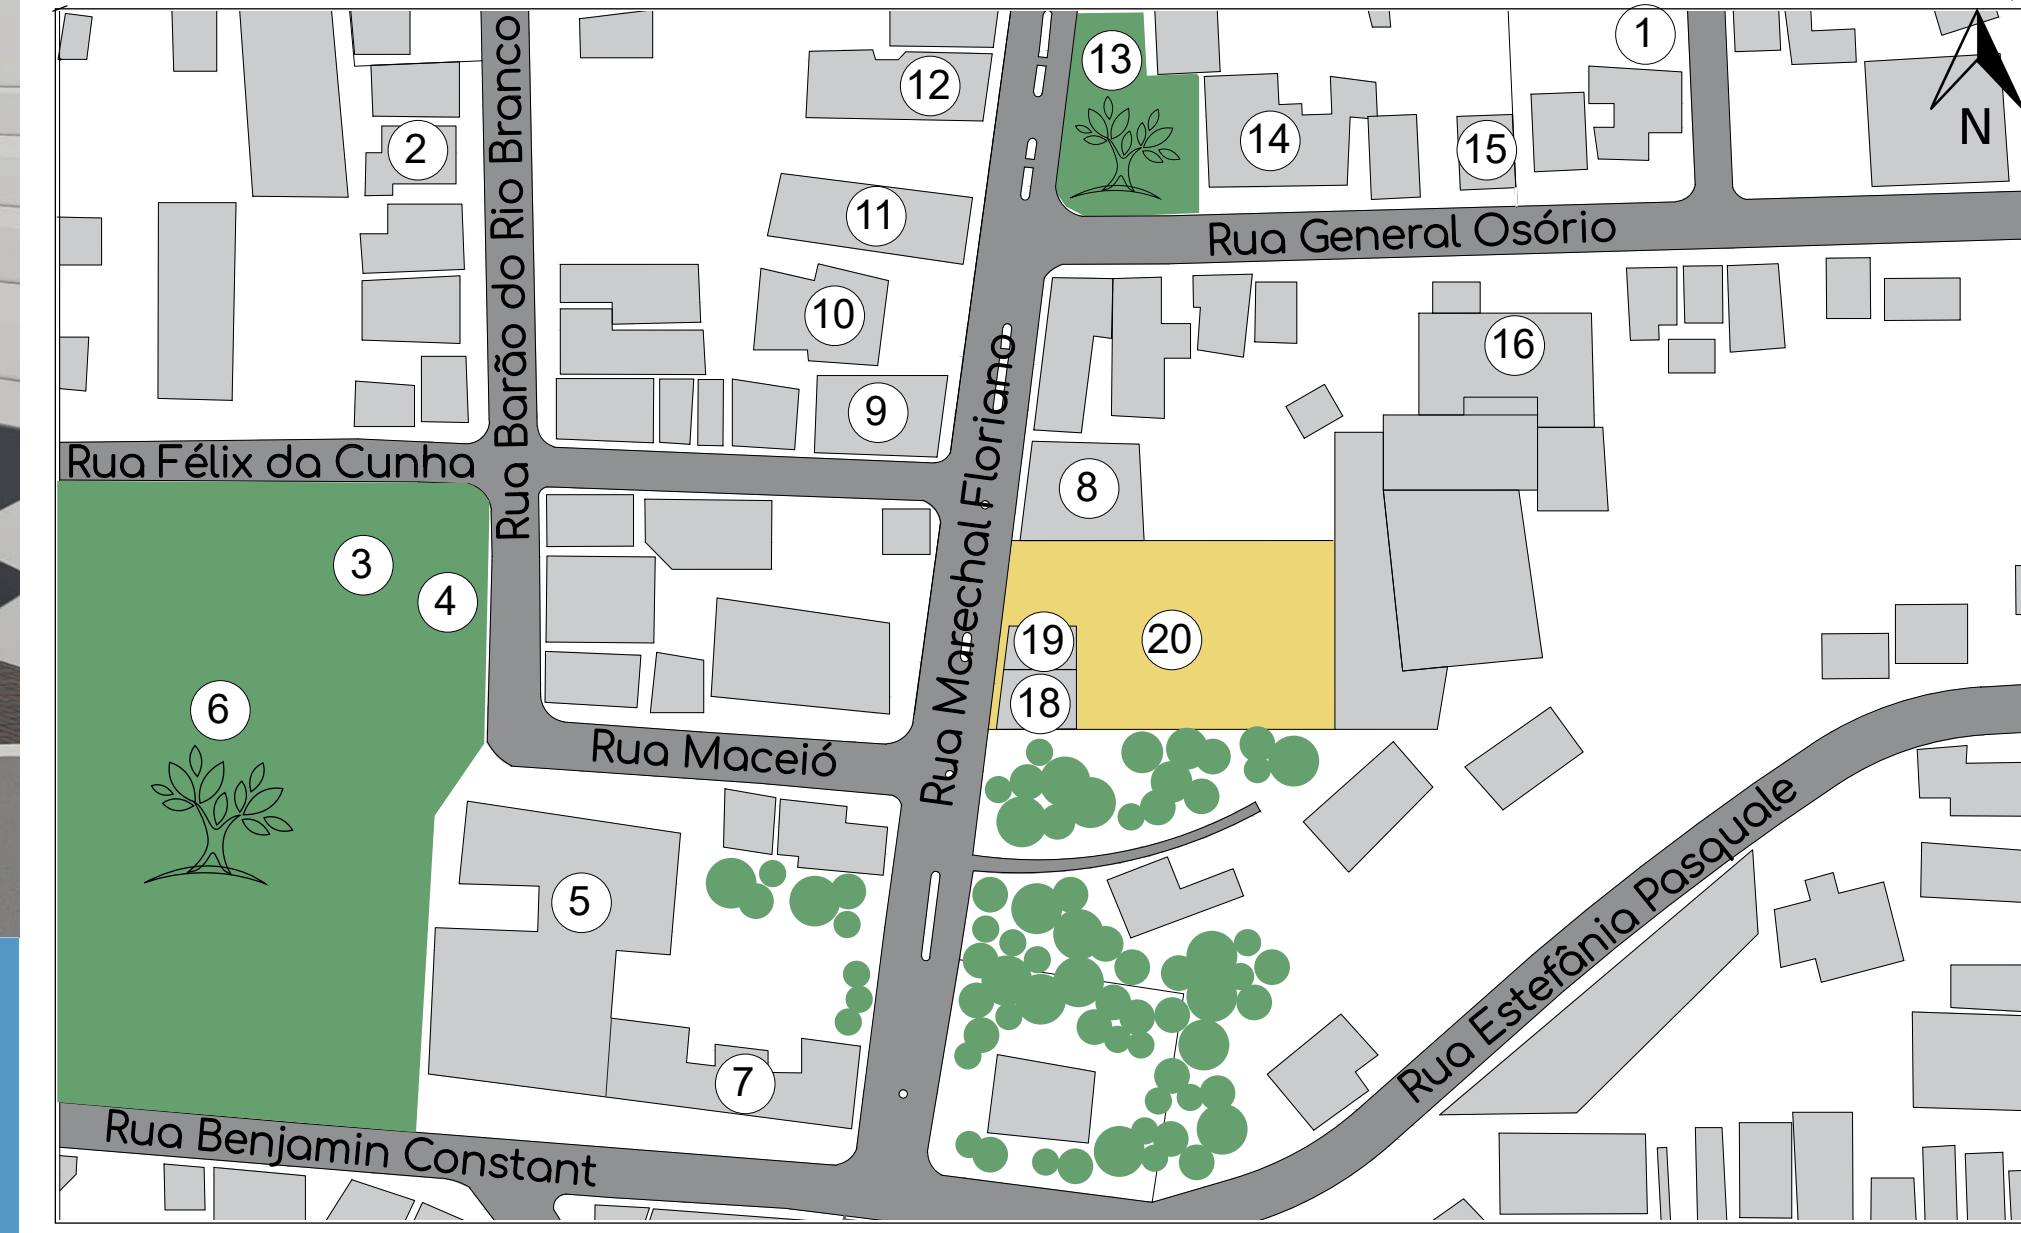 1
13
12
2
14
15
N
Rua Barão do Rio Branco
11
Rua General Osório
10
16
9
Rua Marechal Floriano
Rua Félix da Cunha
8
3
4
19
20
6
18
Rua Maceió
Rua Estefânia Pasquale
5
7
Rua Benjamin Constant